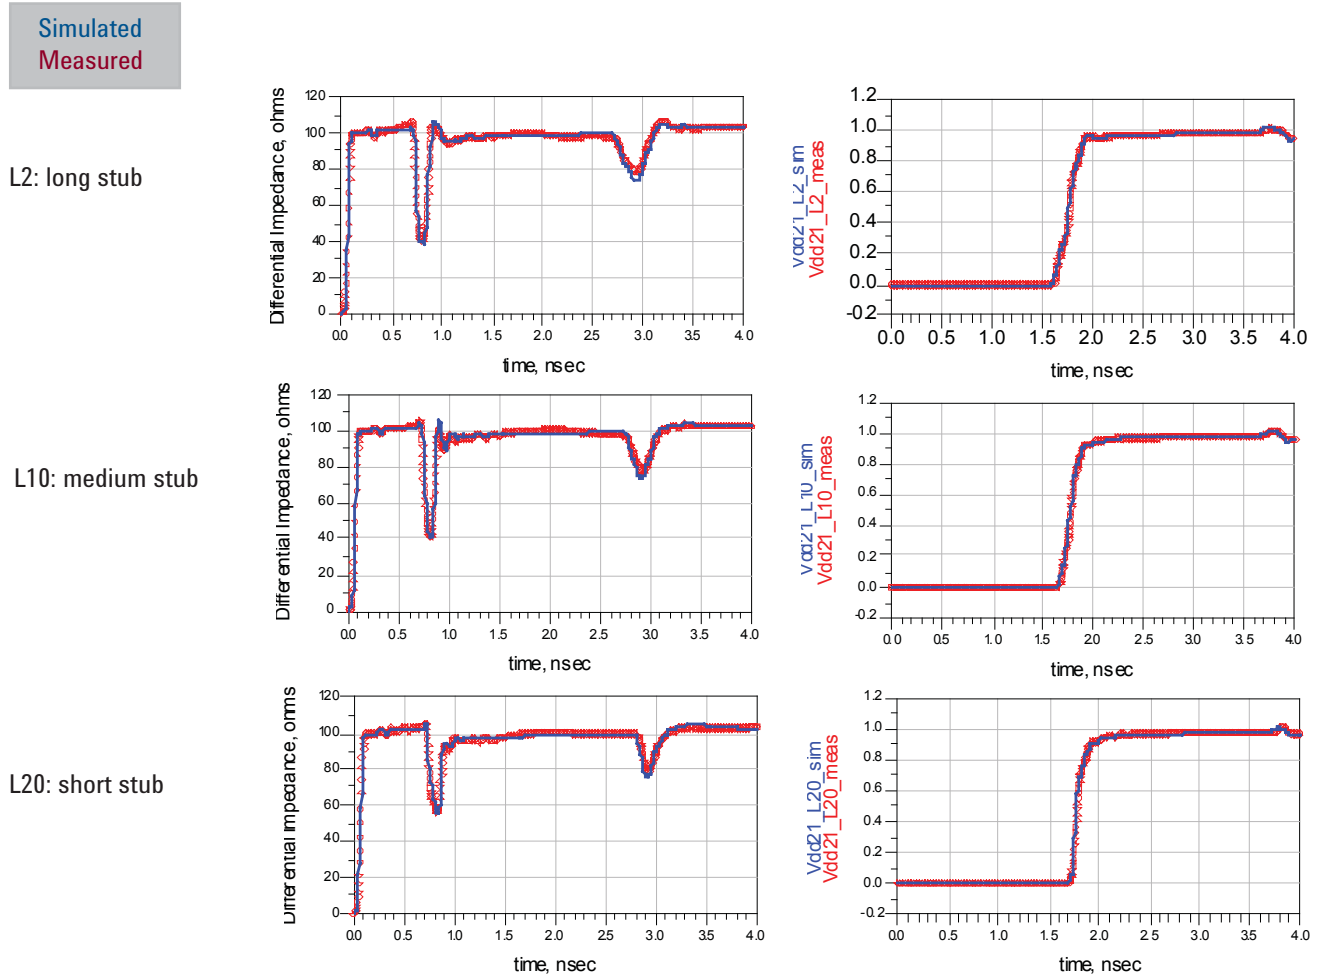 Simulated
Measured
L2: long stub
Differential Impedance, ohms
120
100
80
60
40
20
0
0.0 0.5 1.0 1.5 2.0 2.5 3.0 3.5 4.0
time, nsec
Vdd21_L2_sim
Vdd21_L2_meas
1.2
1.0
0.8
0.6
0.4
0.2
0.0
-0.2
0.0 0.5 1.0 1.5 2.0 2.5 3.0 3.5 4.0
time, nsec
L10: medium stub
Differential Impedance, ohms
120
100
80
60
40
20
0
0.0 0.5 1.0 1.5 2.0 2.5 3.0 3.5 4.0
time, nsec
Vdd21_L10_sim
Vdd21_L10_meas
1.2
1.0
0.8
0.6
0.4
0.2
0.0
-0.2
0.0 0.5 1.0 1.5 2.0 2.5 3.0 3.5 4.0
time, nsec
L20: short stub
Differential Impedance, ohms
120
100
80
60
40
20
0
0.0 0.5 1.0 1.5 2.0 2.5 3.0 3.5 4.0
time, nsec
Vdd21_L20_sim
Vdd21_L20_meas
1.2
1.0
0.8
0.6
0.4
0.2
0.0
-0.2
0.0 0.5 1.0 1.5 2.0 2.5 3.0 3.5 4.0
time, nsec